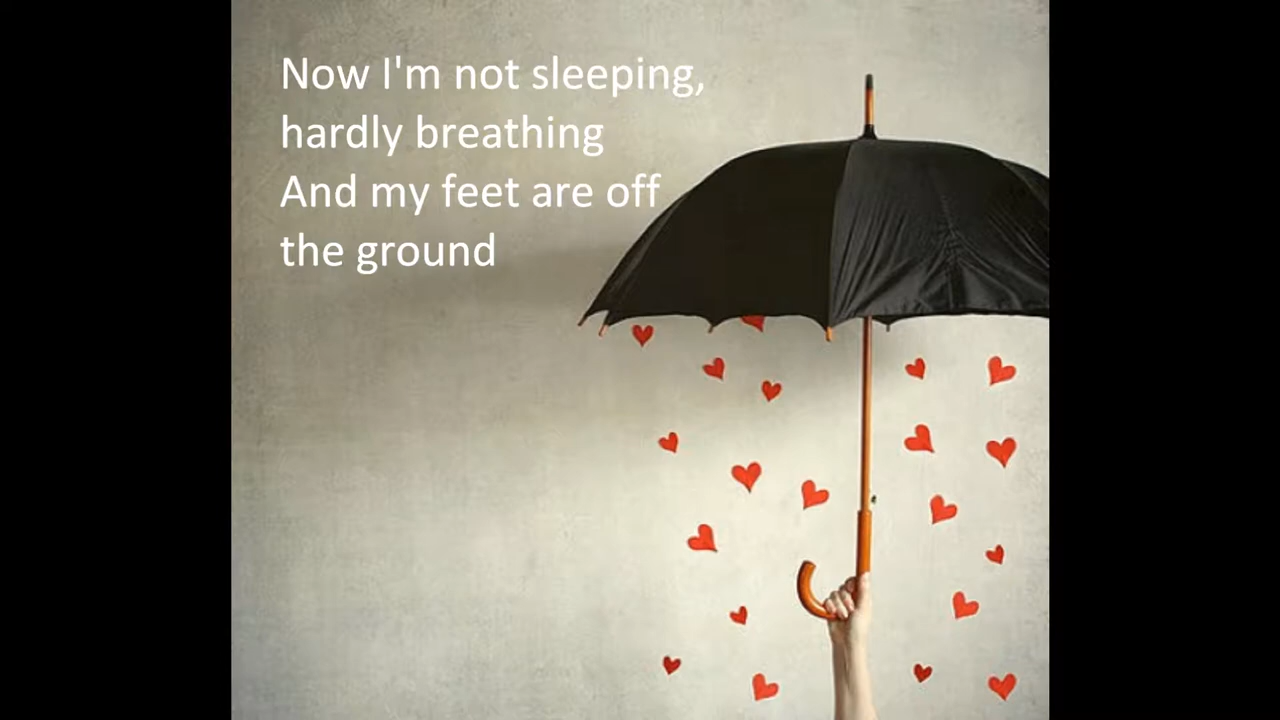 Now I'm not sleeping,
hardly breathing
And my feet are off
the ground